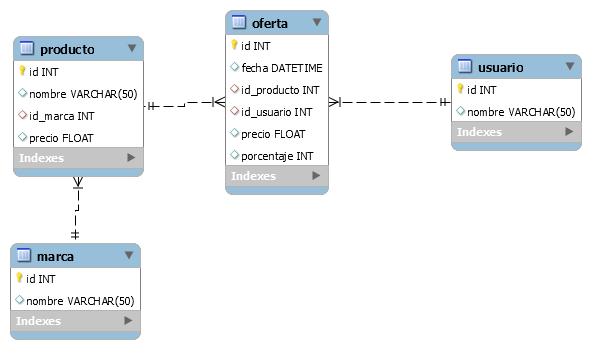 producto
id INT
nombre VARCHAR(50)
id_marca INT
precio FLOAT
Indexes
oferta
id INT
fecha DATETIME
id_producto INT
id_usuario INT
precio FLOAT
porcentaje INT
Indexes
usuario
id INT
nombre VARCHAR(50)
Indexes
marca
id INT
nombre VARCHAR(50)
Indexes